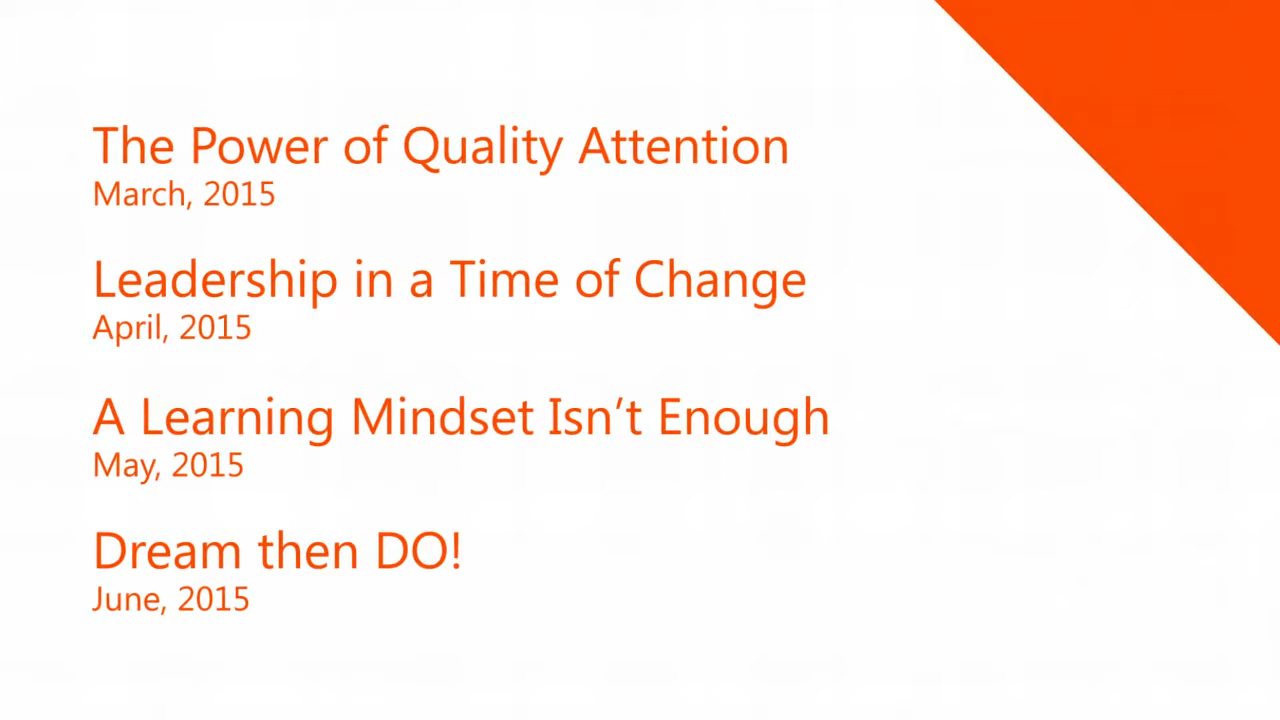 The Power of Quality Attention
March, 2015
Leadership in a Time of Change
April, 2015
A Learning Mindset Isn’t Enough
May, 2015
Dream then DO!
June, 2015